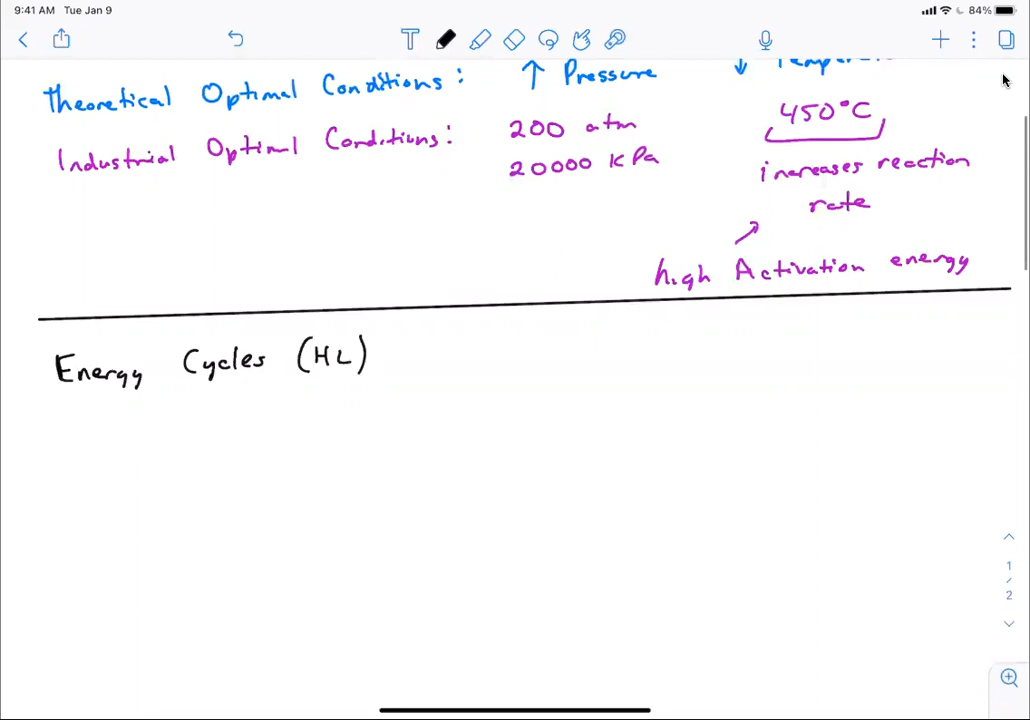 9:41 AM Tue Jan 9 84%
Theoretical Optimal Conditions: ↑ Pressure ↓
Industrial Optimal Conditions: 200 atm 450°C
20000 kPa increases reaction
rate
high Activation energy
Energy Cycles (HL)
1
/
2